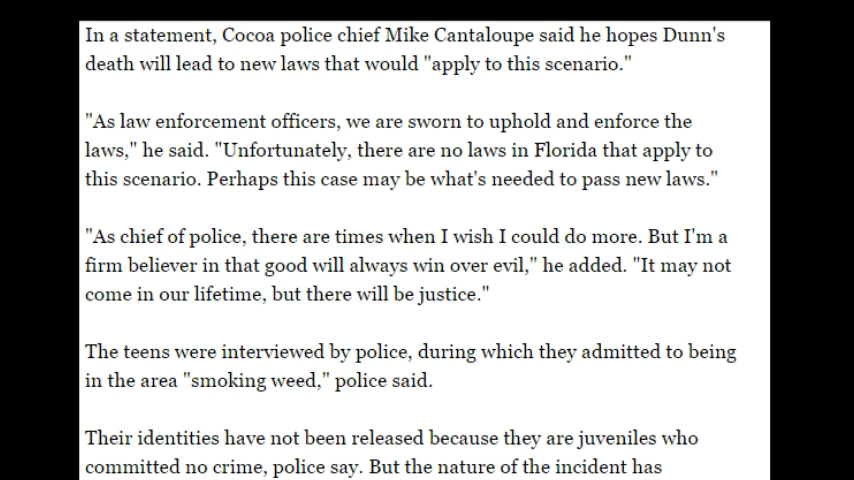 In a statement, Cocoa police chief Mike Cantaloupe said he hopes Dunn's
death will lead to new laws that would "apply to this scenario."
"As law enforcement officers, we are sworn to uphold and enforce the
laws," he said. "Unfortunately, there are no laws in Florida that apply to
this scenario. Perhaps this case may be what's needed to pass new laws."
"As chief of police, there are times when I wish I could do more. But I'm a
firm believer in that good will always win over evil," he added. "It may not
come in our lifetime, but there will be justice."
The teens were interviewed by police, during which they admitted to being
in the area "smoking weed," police said.
Their identities have not been released because they are juveniles who
committed no crime, police say. But the nature of the incident has